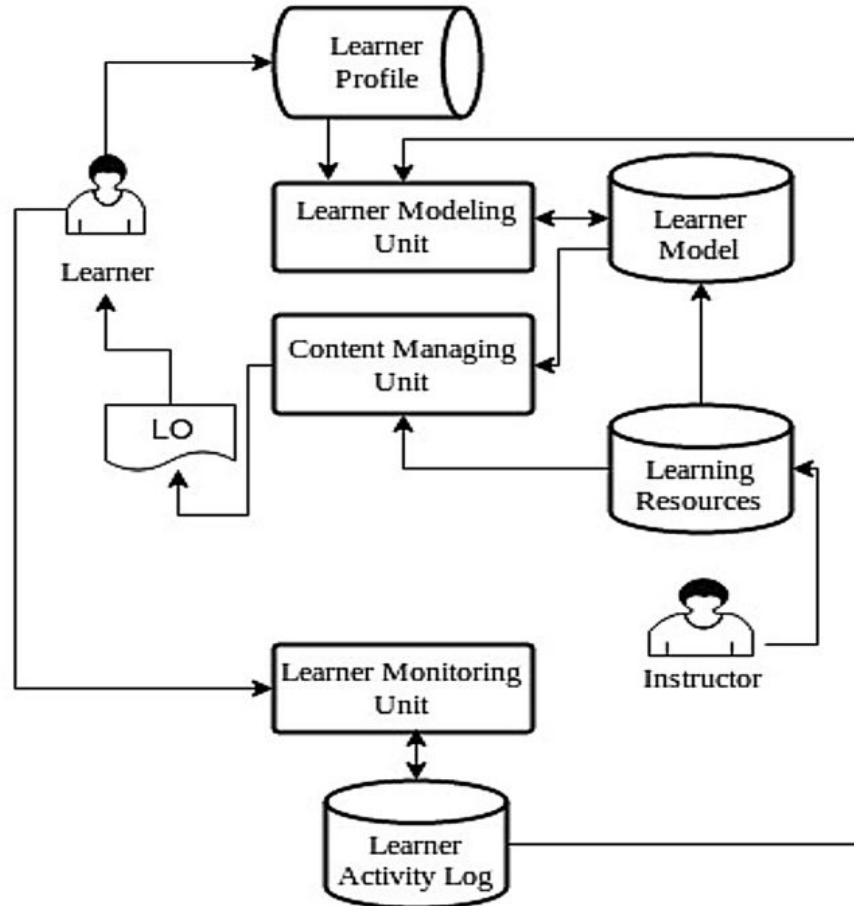 Learner
Profile
Learner Modeling
Unit
Learner
Model
Learner
Content Managing
Unit
LO
Learning
Resources
Learner Monitoring
Unit
Instructor
Learner
Activity Log